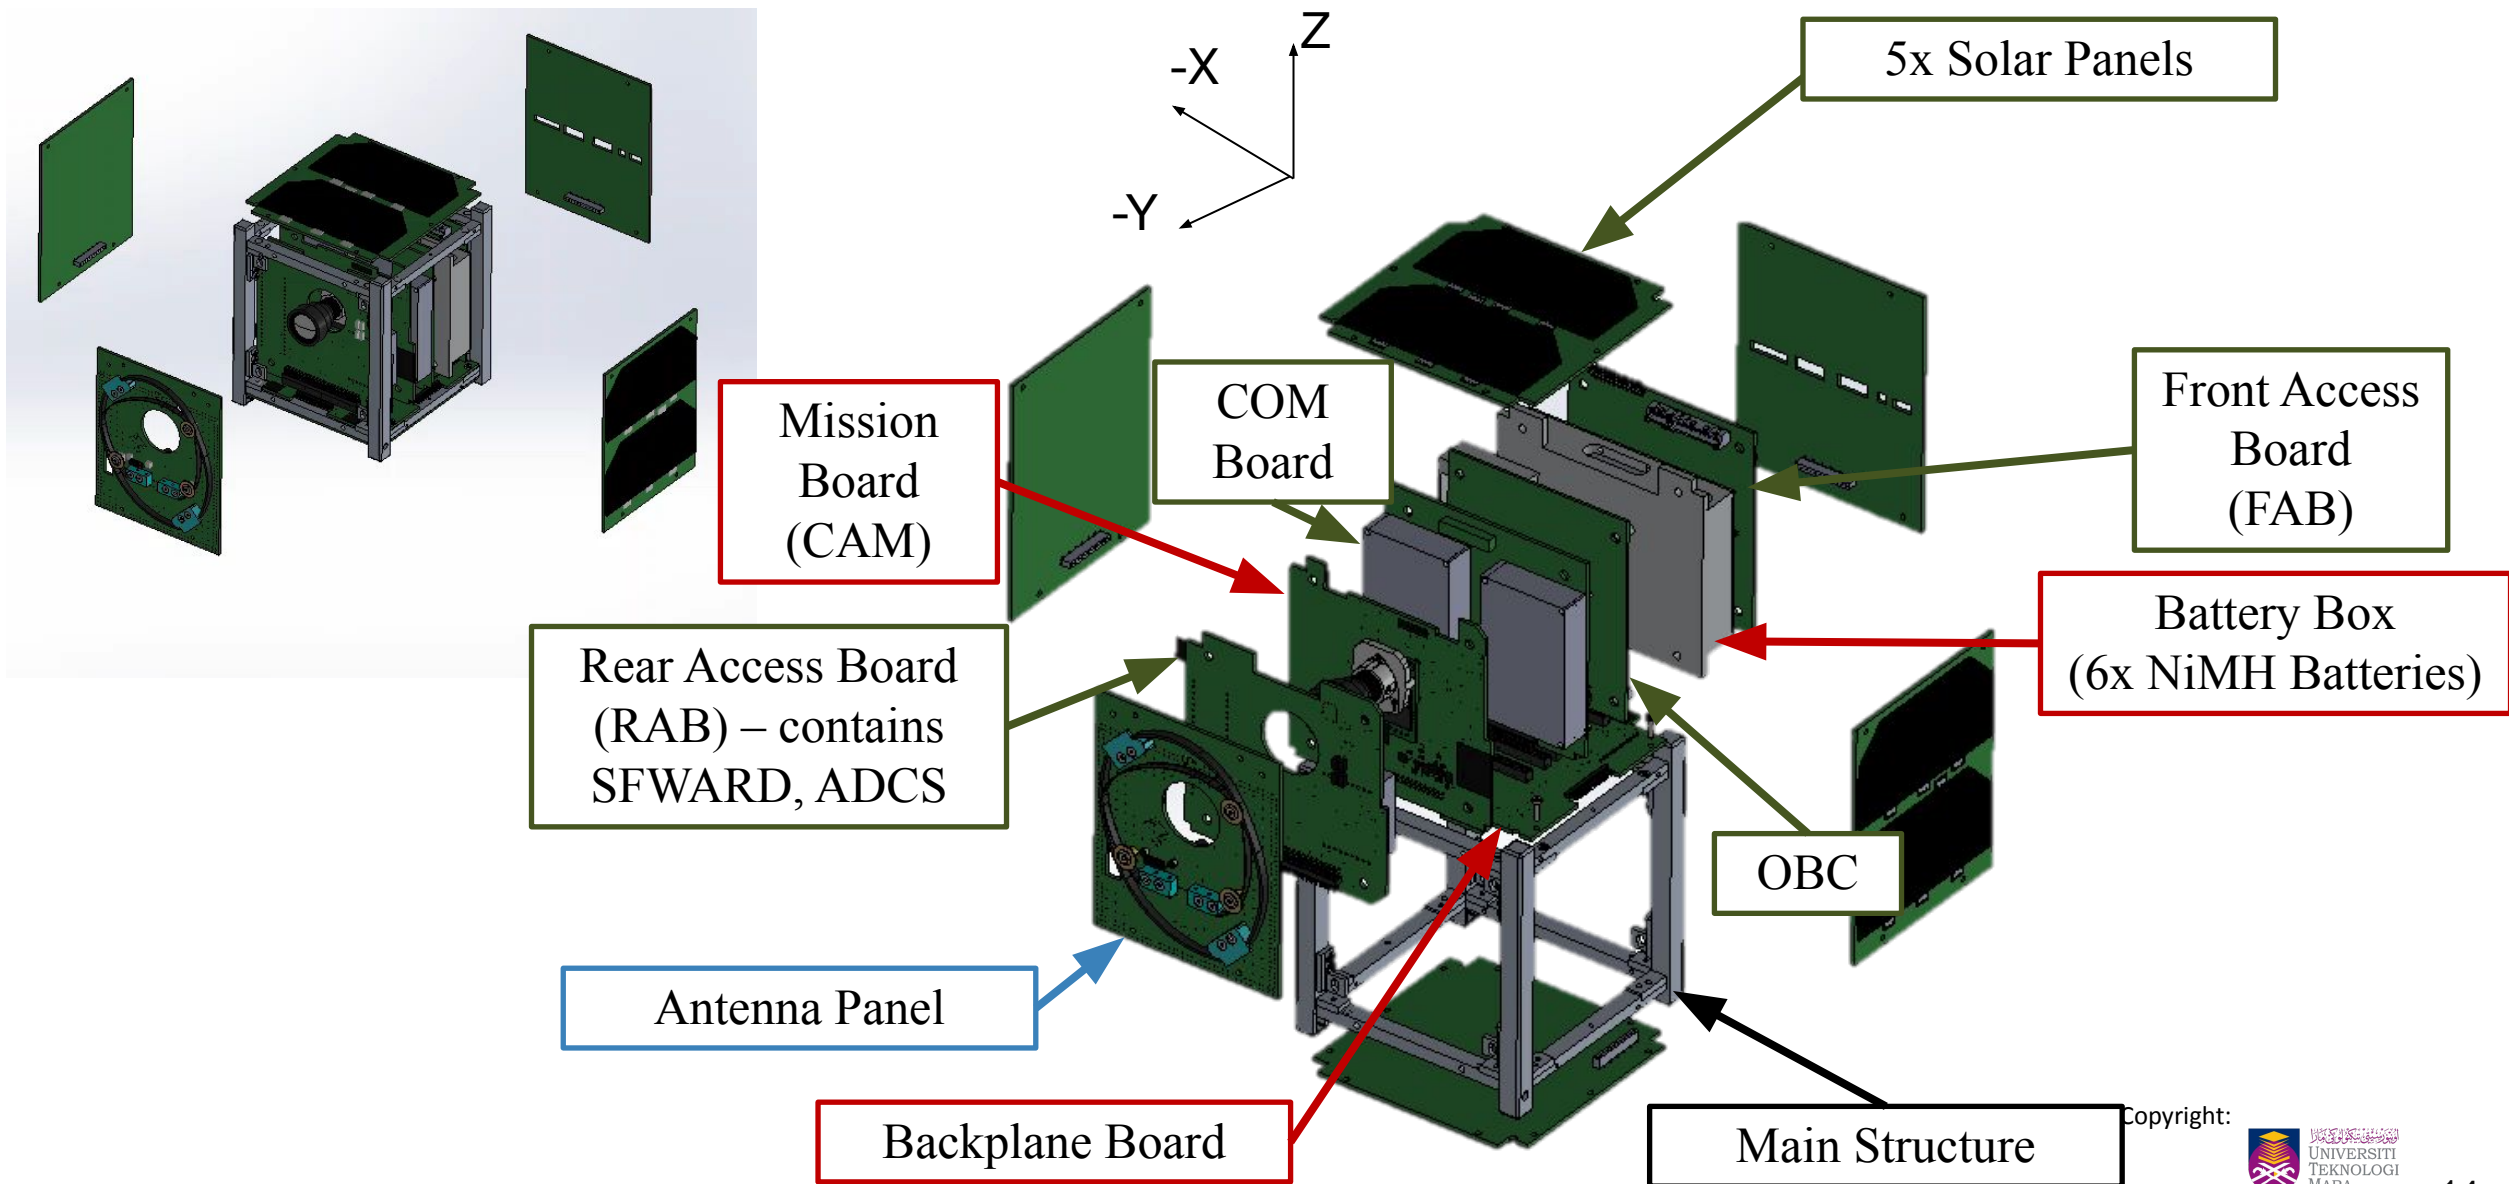 Z
-X
-Y
5x Solar Panels
COM
Board
Mission
Board
(CAM)
Front Access
Board
(FAB)
Battery Box
(6x NiMH Batteries)
Rear Access Board
(RAB) – contains
SFWARD, ADCS
OBC
Antenna Panel
Backplane Board
Main Structure
Copyright:
UNIVERSITI
TEKNOLOGI
MARA